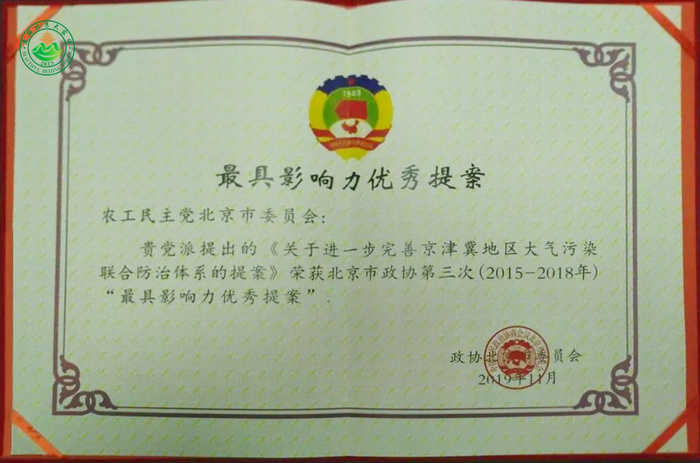 1949
最具影响力优秀提案
农工民主党北京市委员会：
贵党派提出的《关于进一步完善京津冀地区大气污染
联合防治体系的提案》荣获北京市政协第三次（2015-2018年）
“最具影响力优秀提案”．
政协北京市委员会
2019年11月